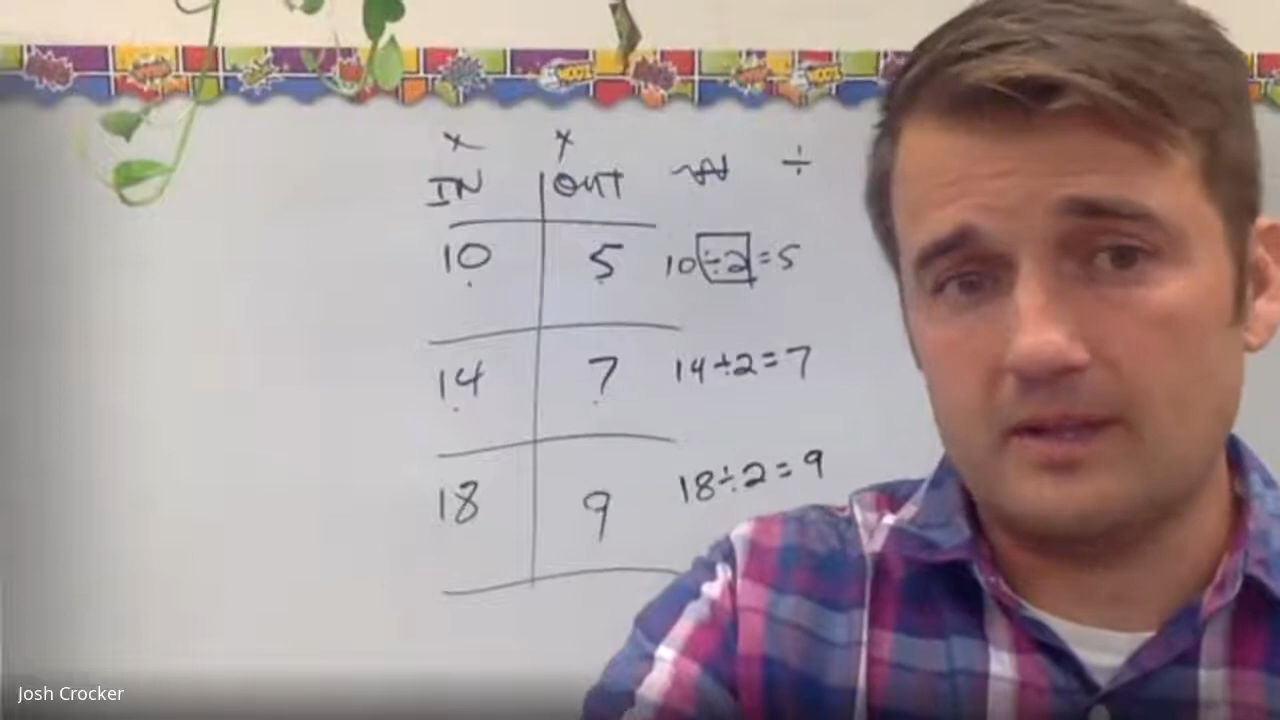 x y
IN OUT ÷
10 5 10÷2=5
14 7 14÷2=7
18 9 18÷2=9
Josh Crocker